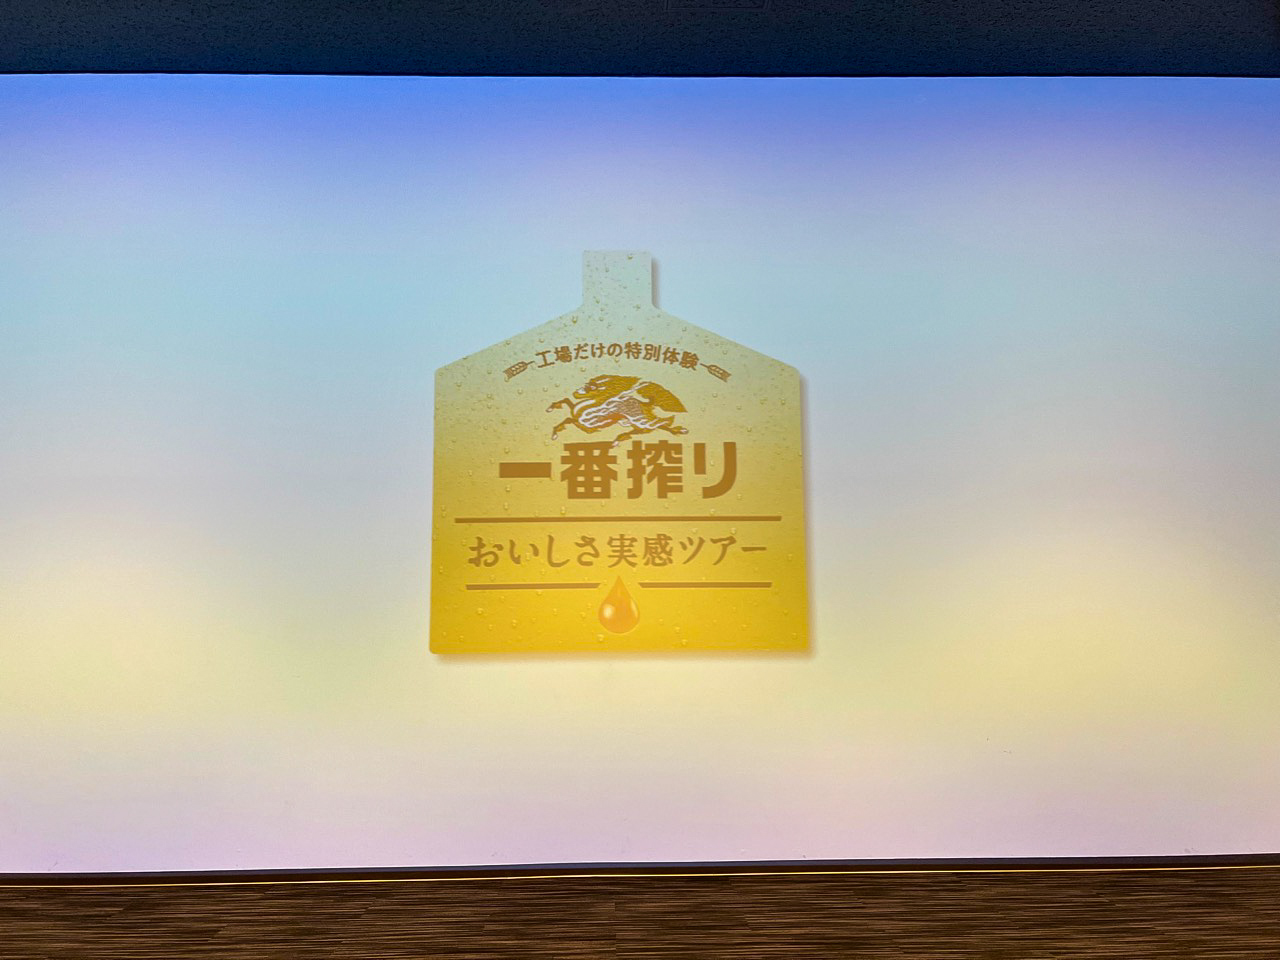 工場だけの特別体験
一番搾り
おいしさ実感ツアー